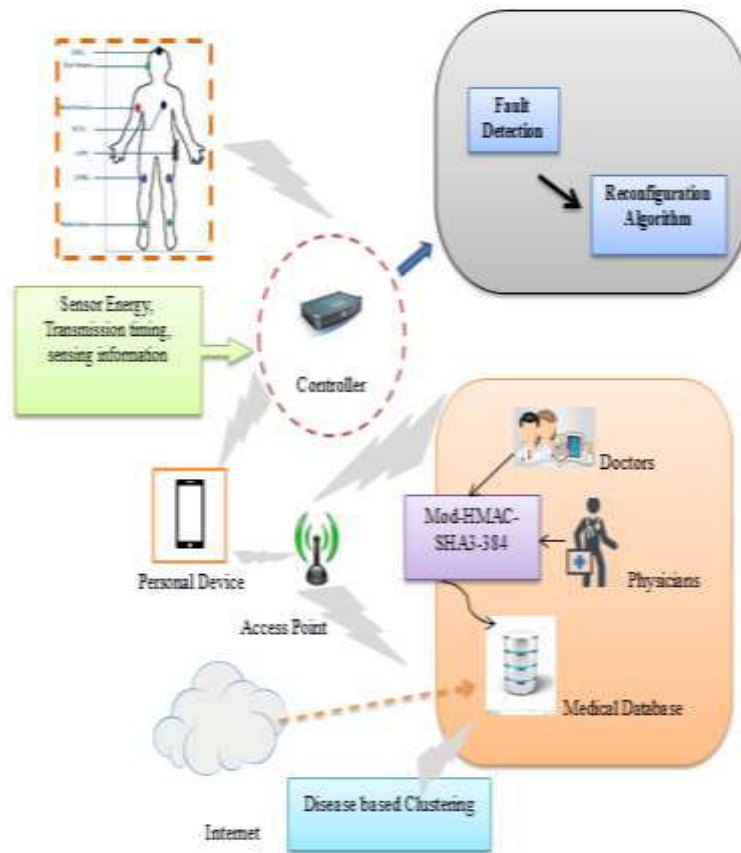 Fault
Detection
Reconfiguration
Algorithm
Sensor Energy,
Transmission timing,
sensing information
Controller
Doctors
Mod-HMAC-
SHA3-384
Physicians
Personal Device
Access Point
Medical Database
Disease based Clustering
Internet